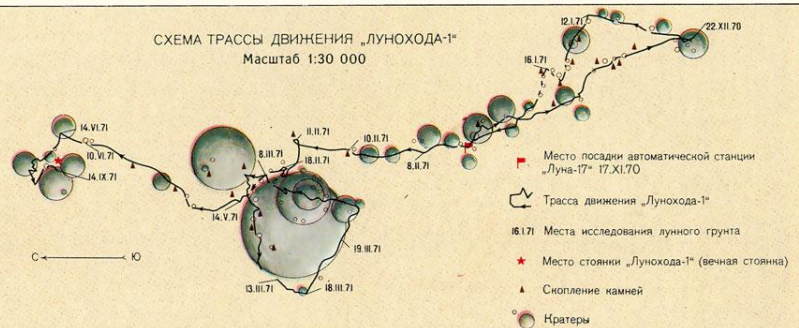 СХЕМА ТРАССЫ ДВИЖЕНИЯ „ЛУНОХОДА-1“
Масштаб 1:30 000
12.I.71
22.XII.70
16.I.71
14.VI.71
10.VI.71
14.IX.71
11.II.71
10.II.71
8.III.71
18.II.71
8.II.71
14.V.71
19.III.71
13.III.71
18.III.71
С
Ю
Место посадки автоматической станции
„Луна-17“ 17.XI.70
Трасса движения „Лунохода-1“
16.I.71 Места исследования лунного грунта
Место стоянки „Лунохода-1“ (вечная стоянка)
Скопление камней
Кратеры